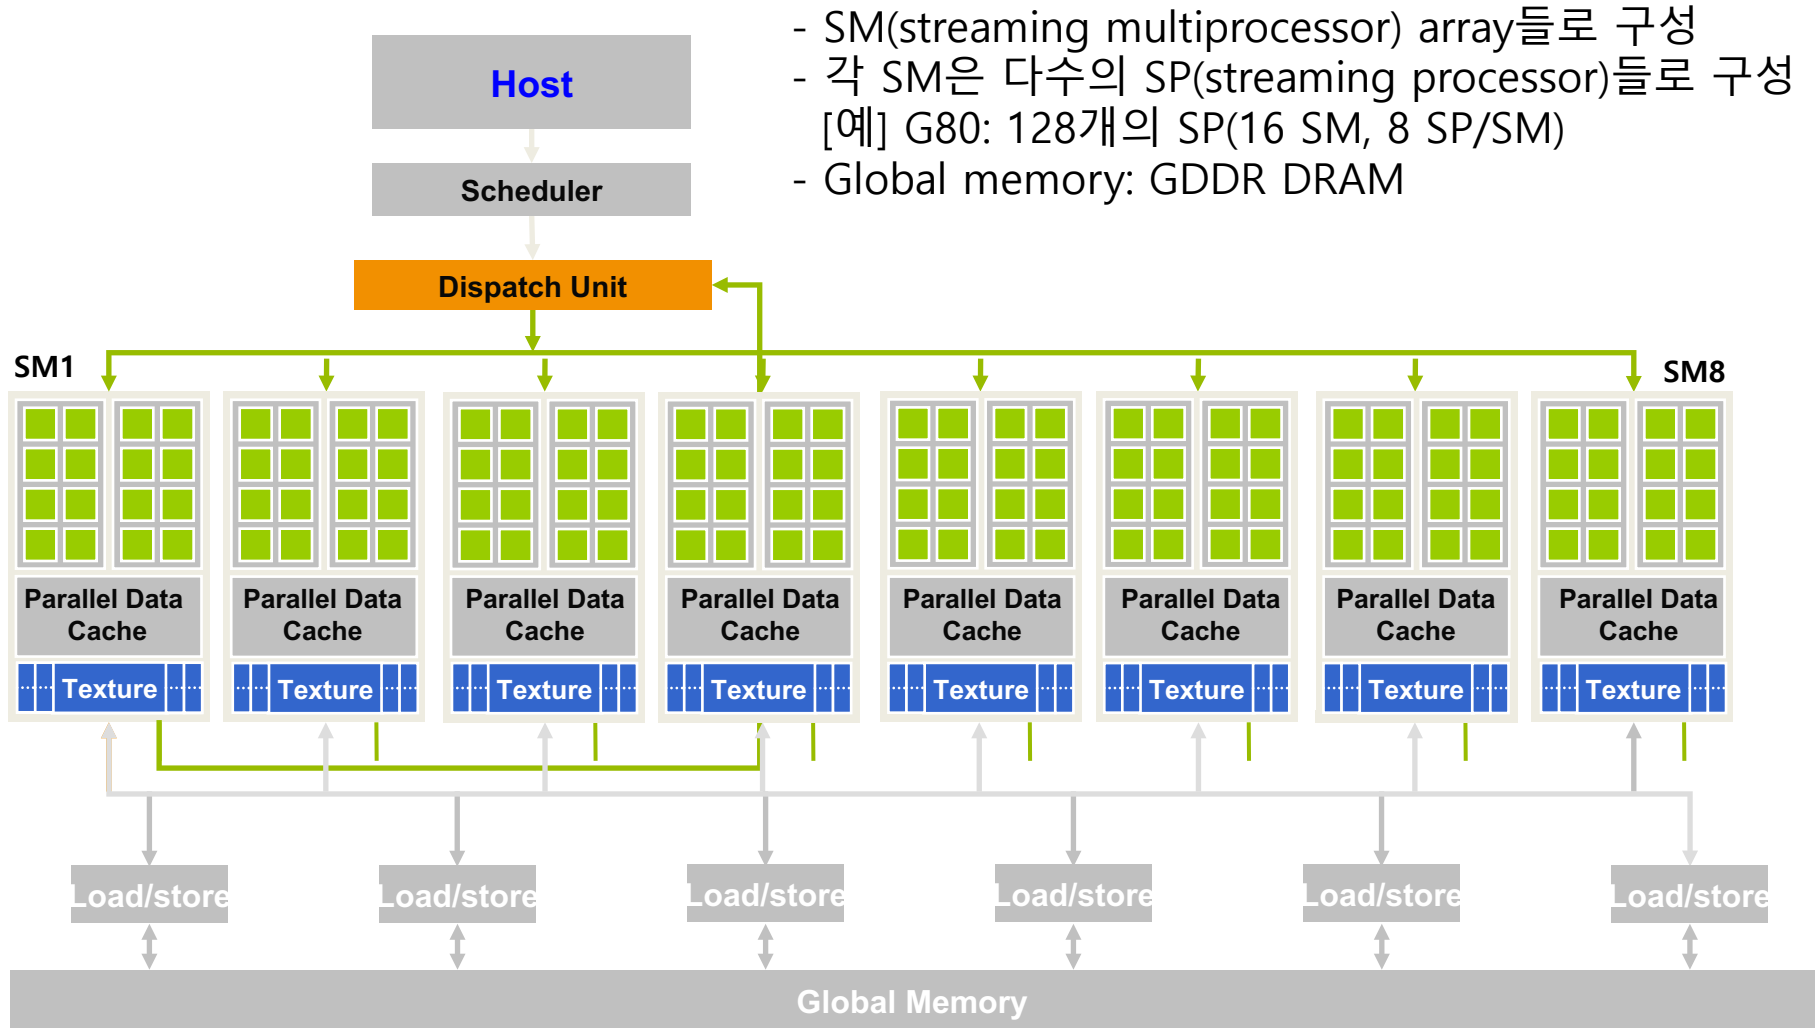 - SM(streaming multiprocessor) array들로 구성
- 각 SM은 다수의 SP(streaming processor)들로 구성
[예] G80: 128개의 SP(16 SM, 8 SP/SM)
- Global memory: GDDR DRAM
Host
Scheduler
Dispatch Unit
SM1
SM8
Parallel Data
Cache
Parallel Data
Cache
Parallel Data
Cache
Parallel Data
Cache
Parallel Data
Cache
Parallel Data
Cache
Parallel Data
Cache
Parallel Data
Cache
Texture
Texture
Texture
Texture
Texture
Texture
Texture
Texture
Load/store
Load/store
Load/store
Load/store
Load/store
Load/store
Global Memory